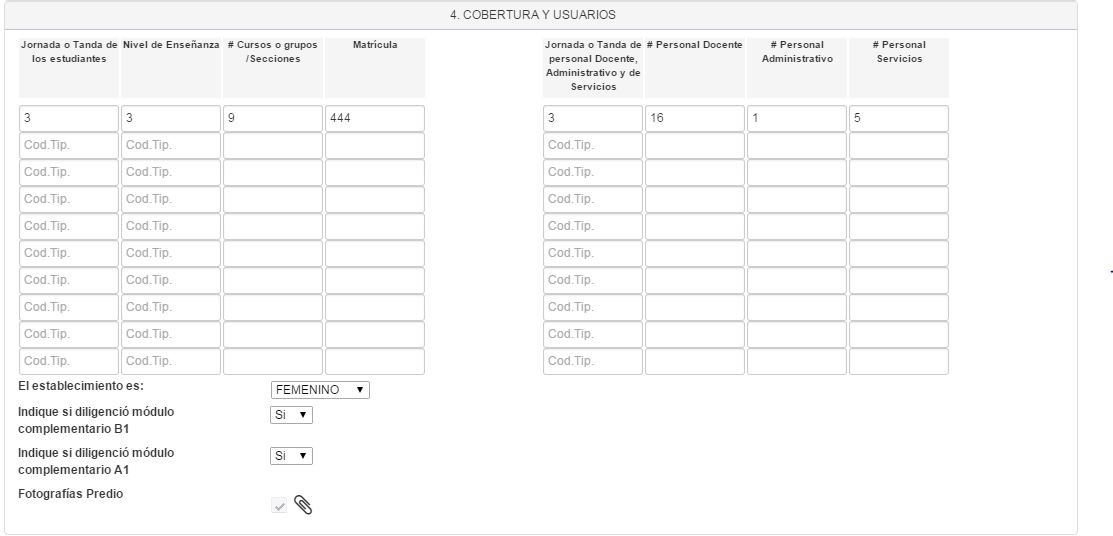 4. COBERTURA Y USUARIOS
Jornada o Tanda de Nivel de Enseñanza # Cursos o grupos Matrícula Jornada o Tanda de # Personal Docente # Personal # Personal
los estudiantes /Secciones personal Docente, Administrativo Servicios
Administrativo y de
Servicios
3 3 9 444 3 16 1 5
Cod.Tip. Cod.Tip. Cod.Tip.
Cod.Tip. Cod.Tip. Cod.Tip.
Cod.Tip. Cod.Tip. Cod.Tip.
Cod.Tip. Cod.Tip. Cod.Tip.
Cod.Tip. Cod.Tip. Cod.Tip.
Cod.Tip. Cod.Tip. Cod.Tip.
Cod.Tip. Cod.Tip. Cod.Tip.
Cod.Tip. Cod.Tip. Cod.Tip.
Cod.Tip. Cod.Tip. Cod.Tip.
El establecimiento es: FEMENINO
Indique si diligenció módulo Si
complementario B1
Indique si diligenció módulo Si
complementario A1
Fotografías Predio